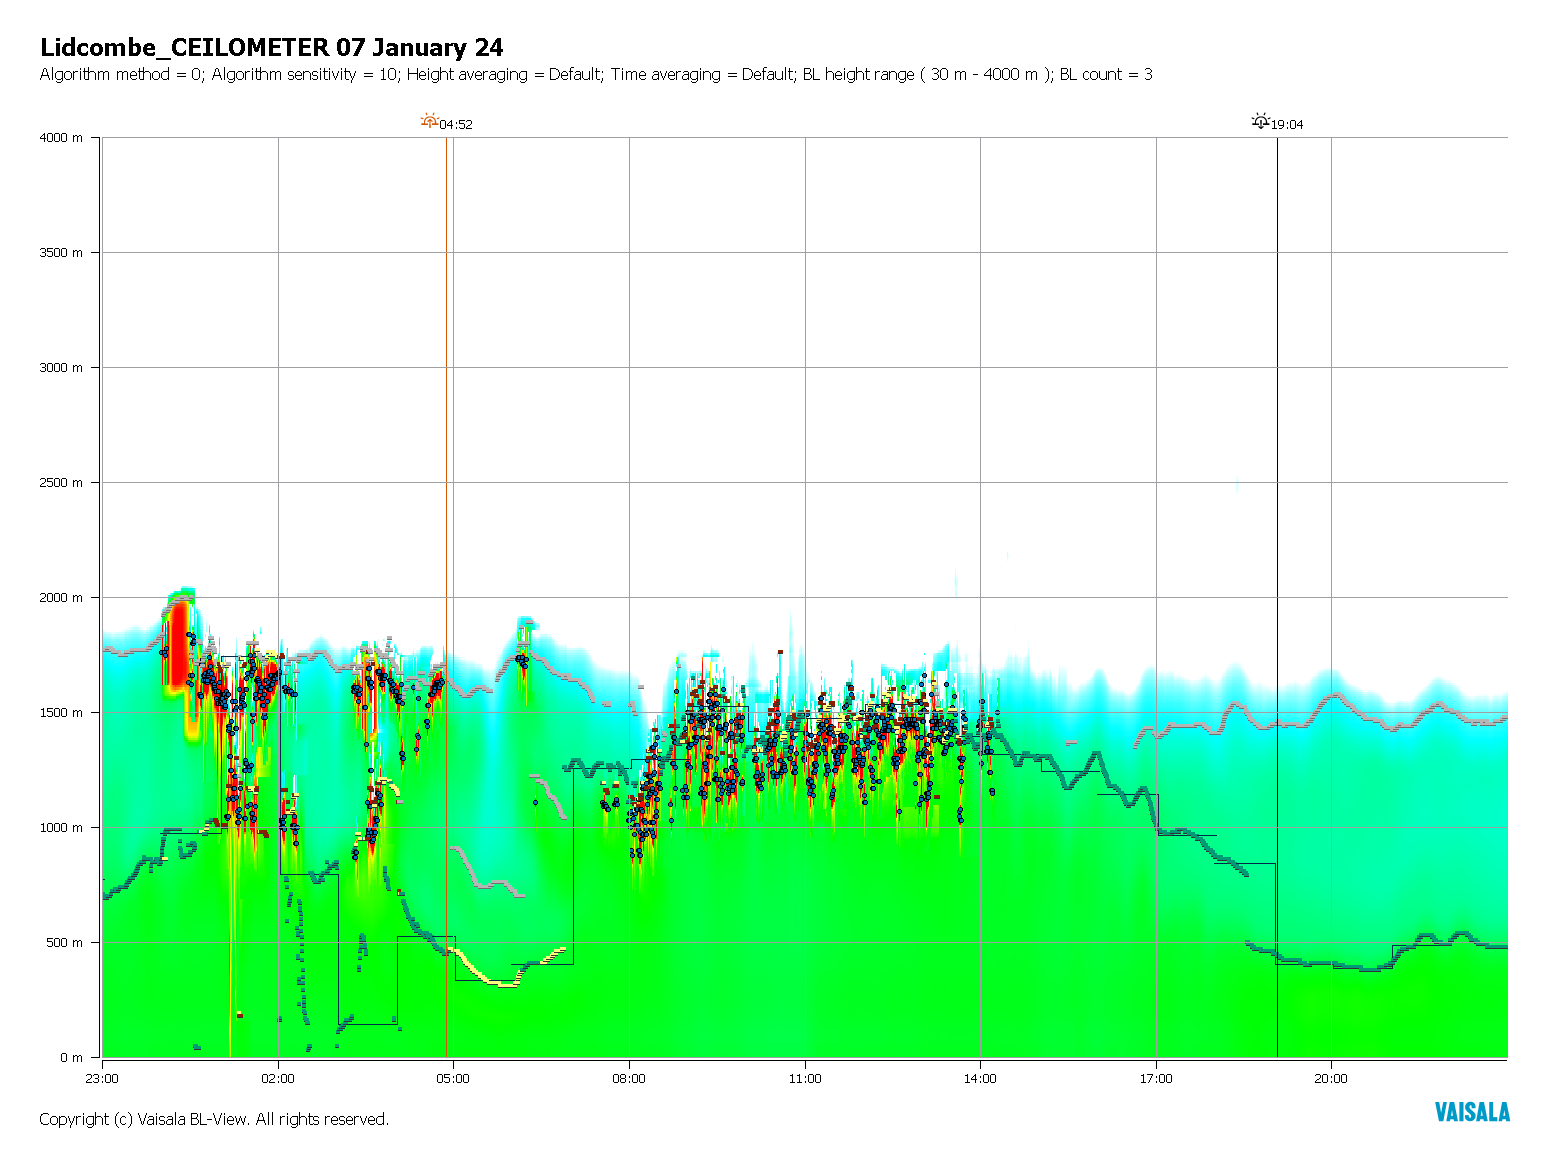 Lidcombe_CEILOMETER 07 January 24
Algorithm method = 0; Algorithm sensitivity = 10; Height averaging = Default; Time averaging = Default; BL height range ( 30 m - 4000 m ); BL count = 3
04:52
19:04
4000 m
3500 m
3000 m
2500 m
2000 m
1500 m
1000 m
500 m
0 m
23:00 02:00 05:00 08:00 11:00 14:00 17:00 20:00
Copyright (c) Vaisala BL-View. All rights reserved.
VAISALA